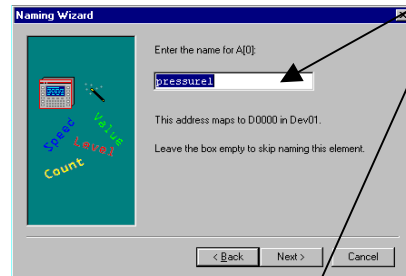 Naming Wizard
Enter the name for A[0]:
pressure1
This address maps to D0000 in Dev01.
Leave the box empty to skip naming this element.
Speed
Value
Level
Count
< Back
Next >
Cancel